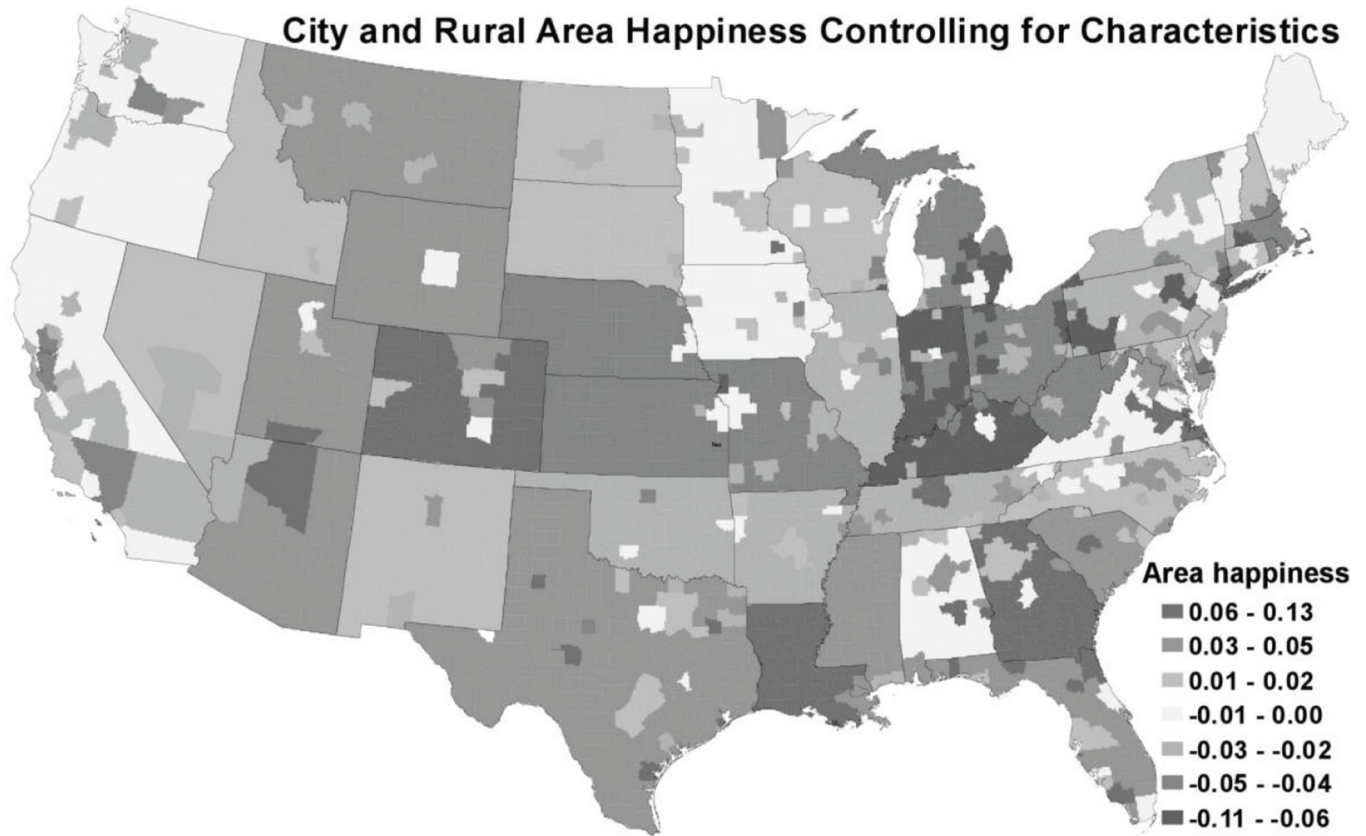 City and Rural Area Happiness Controlling for Characteristics
Area happiness
0.06 - 0.13
0.03 - 0.05
0.01 - 0.02
-0.01 - 0.00
-0.03 - -0.02
-0.05 - -0.04
-0.11 - -0.06